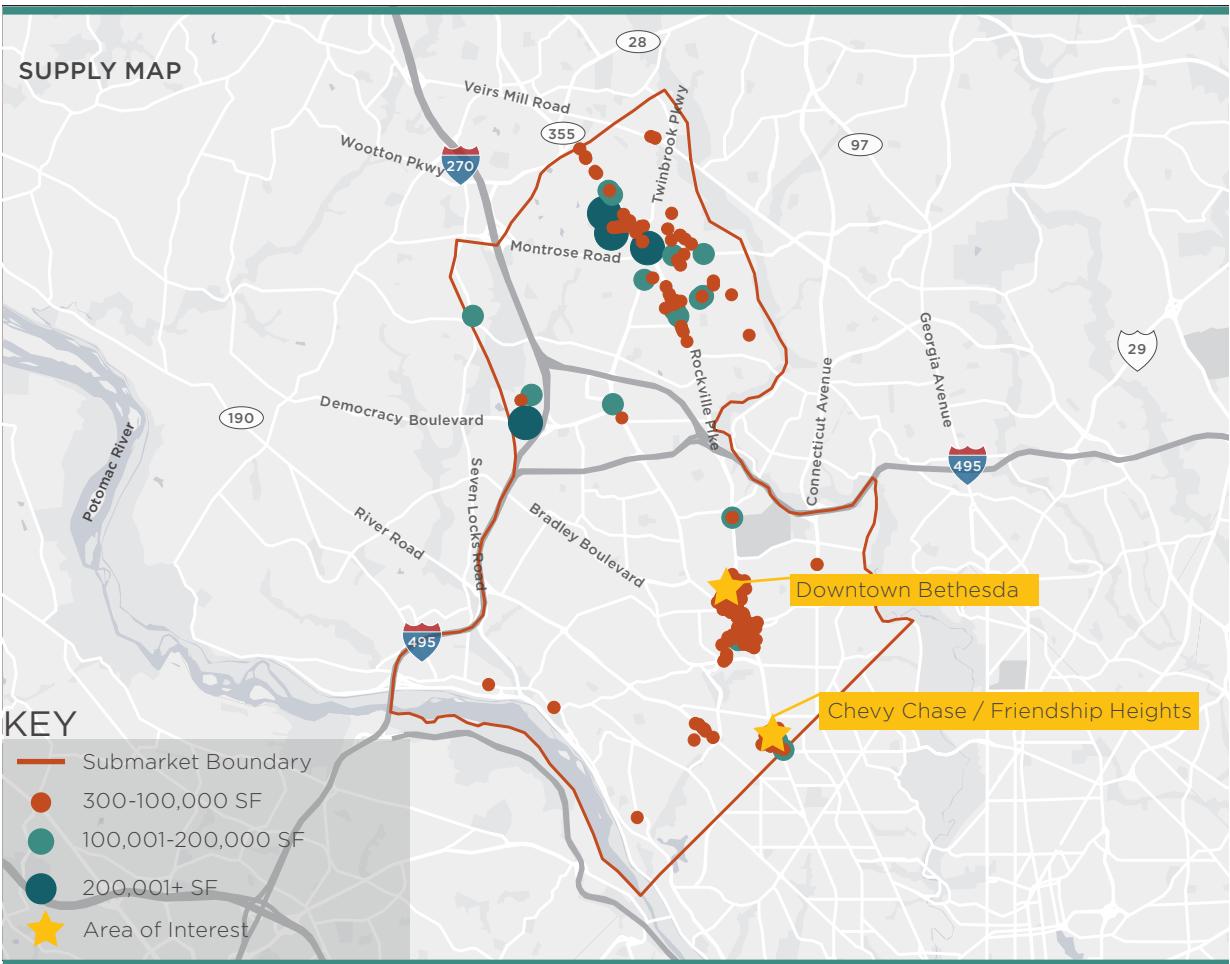 SUPPLY MAP
28
Veirs Mill Road
355
Twinbrook Pkwy
97
Wootton Pkwy
270
Montrose Road
Georgia Avenue
29
Rockville Pike
Connecticut Avenue
190
Democracy Boulevard
Potomac River
Seven Locks Road
495
River Road
Bradley Boulevard
Downtown Bethesda
495
Chevy Chase / Friendship Heights
KEY
Submarket Boundary
300-100,000 SF
100,001-200,000 SF
200,001+ SF
Area of Interest